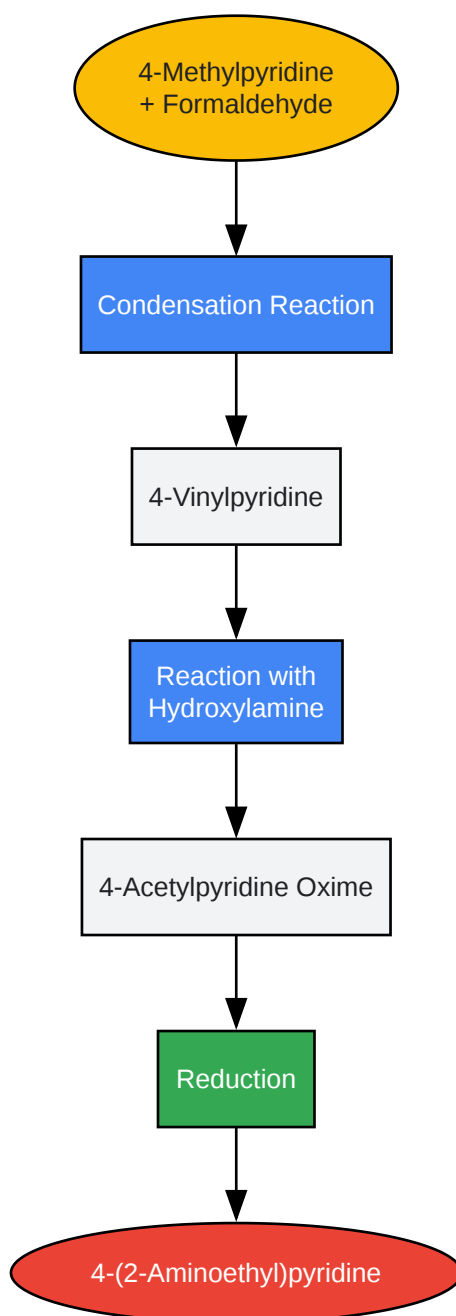 4-Methylpyridine
+ Formaldehyde
Condensation Reaction
4-Vinylpyridine
Reaction with
Hydroxylamine
4-Acetylpyridine Oxime
Reduction
4-(2-Aminoethyl)pyridine